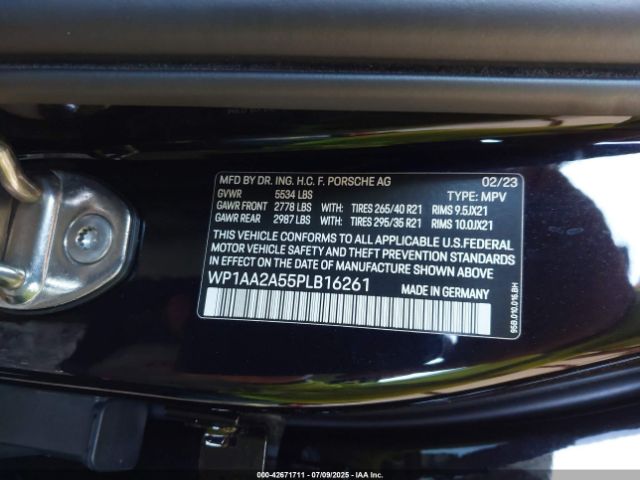 MFD BY DR. ING. H.C. F. PORSCHE AG 02/23
GVWR 5534 LBS TYPE: MPV
GAWR FRONT 2778 LBS WITH: TIRES 265/40 R21 RIMS 9.5JX21
GAWR REAR 2987 LBS WITH: TIRES 295/35 R21 RIMS 10.0JX21
THIS VEHICLE CONFORMS TO ALL APPLICABLE U.S.FEDERAL
MOTOR VEHICLE SAFETY AND THEFT PREVENTION STANDARDS
IN EFFECT ON THE DATE OF MANUFACTURE SHOWN ABOVE.
WP1AA2A55PLB16261 MADE IN GERMANY
95B.010.016.BH
000-42671711 | 07/09/2025 | IAA Inc.